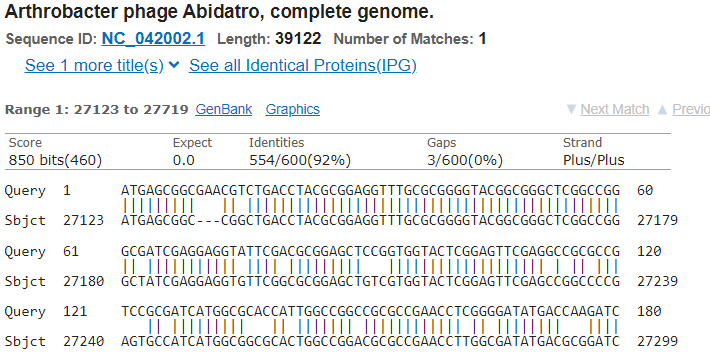 Arthrobacter phage Abidatro, complete genome.
Sequence ID: NC_042002.1 Length: 39122 Number of Matches: 1
See 1 more title(s) See all Identical Proteins(IPG)
Range 1: 27123 to 27719 GenBank Graphics Next Match Previo
Score Expect Identities Gaps Strand
850 bits(460) 0.0 554/600(92%) 3/600(0%) Plus/Plus
Query 1 ATGAGCGGCGAACGTCTGACCTACGCGGAGGTTTGCGCGGGGTACGGCGGGCTCGGCCGG 60
Sbjct 27123 ATGAGCGGC---CGGCTGACCTACGCGGAGGTTTGCGCGGGGTACGGCGGGCTCGGCCGG 27179
Query 61 GCGATCGAGGAGGTATTCGACGCGGAGCTCCGGTGGTACTCGGAGTTCGAGGCCGCGCCG 120
Sbjct 27180 GCTATCGAGGAGGTGTTCGGCGCGGAGCTGTCGTGGTACTCGGAGTTCGAGCCGGCCCCG 27239
Query 121 TCCGCGATCATGGCGCACCATTGGCCGGCCGCGCCGAACCTCGGGGATATGACCAAGATC 180
Sbjct 27240 AGTGCCATCATGGCGGCGCACTGGCCGGACGCGCCGAACCTTGGCGATATGACGCGGATC 27299